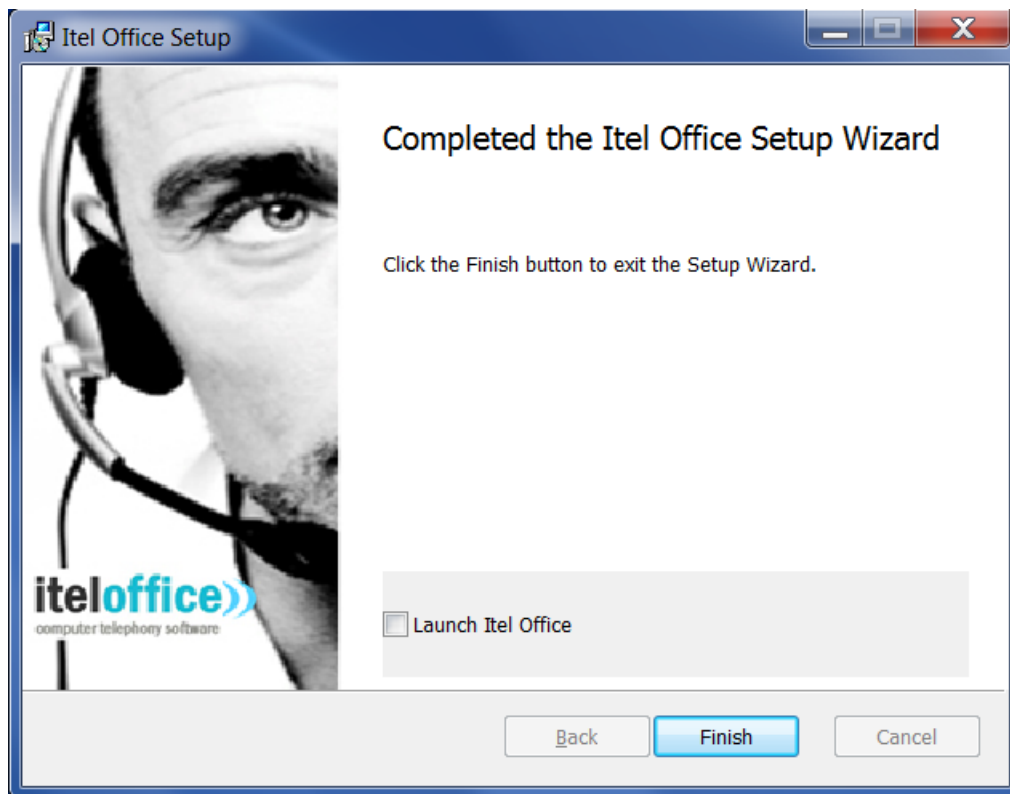 Itel Office Setup
Completed the Itel Office Setup Wizard
Click the Finish button to exit the Setup Wizard.
iteloffice
computer telephony software
Launch Itel Office
Back
Finish
Cancel